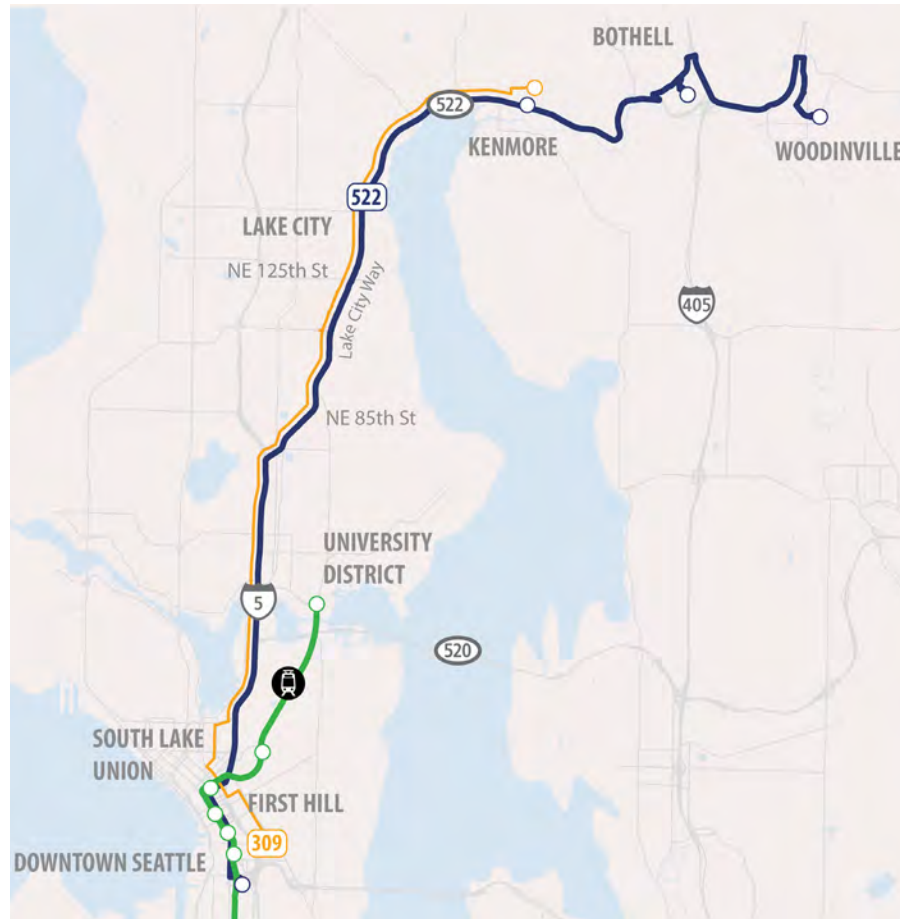 BOTHELL
522
KENMORE
WOODINVILLE
522
LAKE CITY
NE 125th St
Lake City Way
405
NE 85th St
UNIVERSITY
DISTRICT
5
520
SOUTH LAKE
UNION
FIRST HILL
309
DOWNTOWN SEATTLE